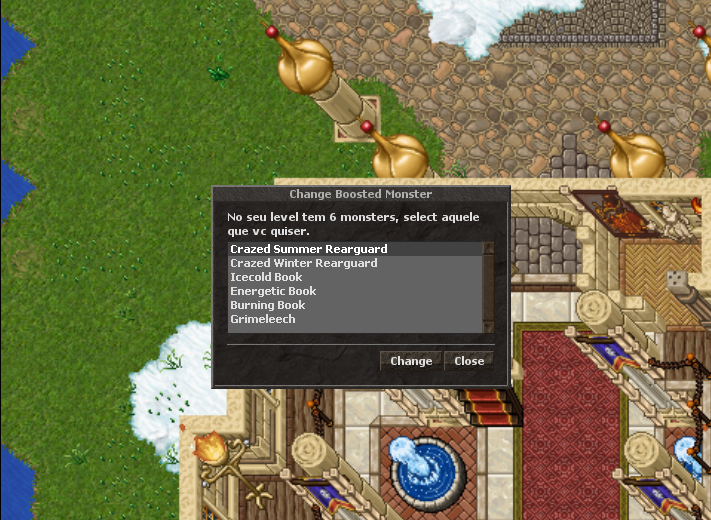 Change Boosted Monster
No seu level tem 6 monsters, select aquele
que vc quiser.
Crazed Summer Rearguard
Crazed Winter Rearguard
Icecold Book
Energetic Book
Burning Book
Grimeleech
Change Close